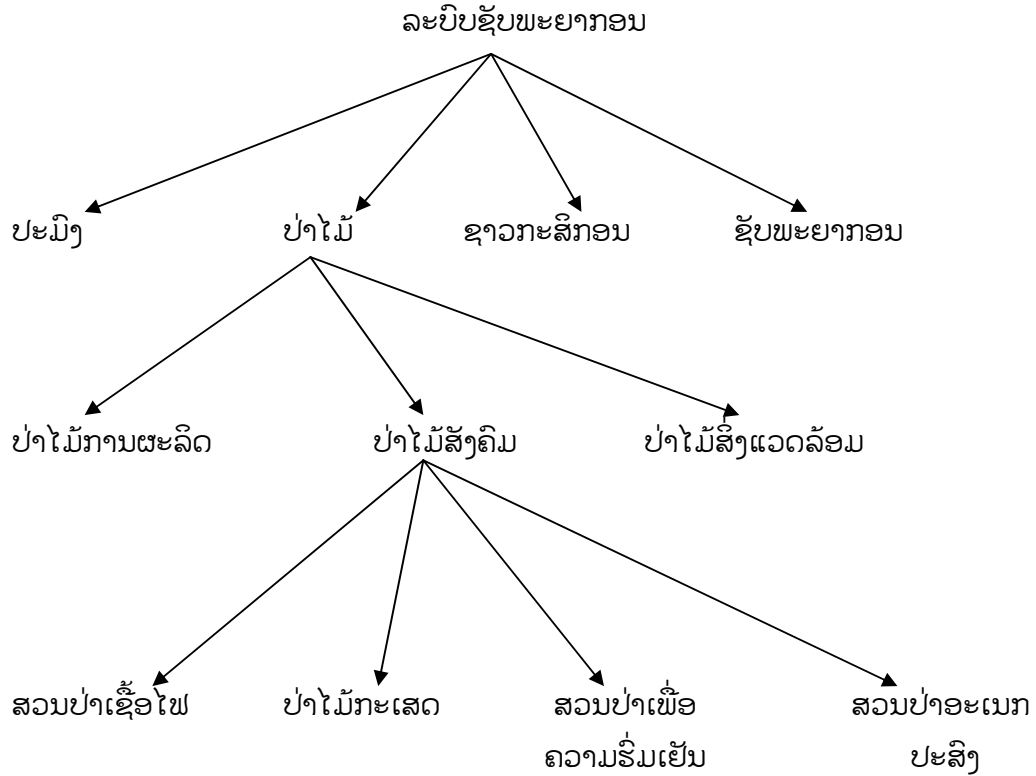 ລະບົບຊັບພະຍາກອນ
ປະມົງ
ປ່າໄມ້
ຊາວກະສິກອນ
ຊັບພະຍາກອນ
ປ່າໄມ້ການຜະລິດ
ປ່າໄມ້ສັງຄົມ
ປ່າໄມ້ສິ່ງແວດລ້ອມ
ສວນປ່າເຊື້ອໄຟ
ປ່າໄມ້ກະເສດ
ສວນປ່າເພື່ອ
ຄວາມຮົ່ມເຢັນ
ສວນປ່າອະເນກ
ປະສົງ